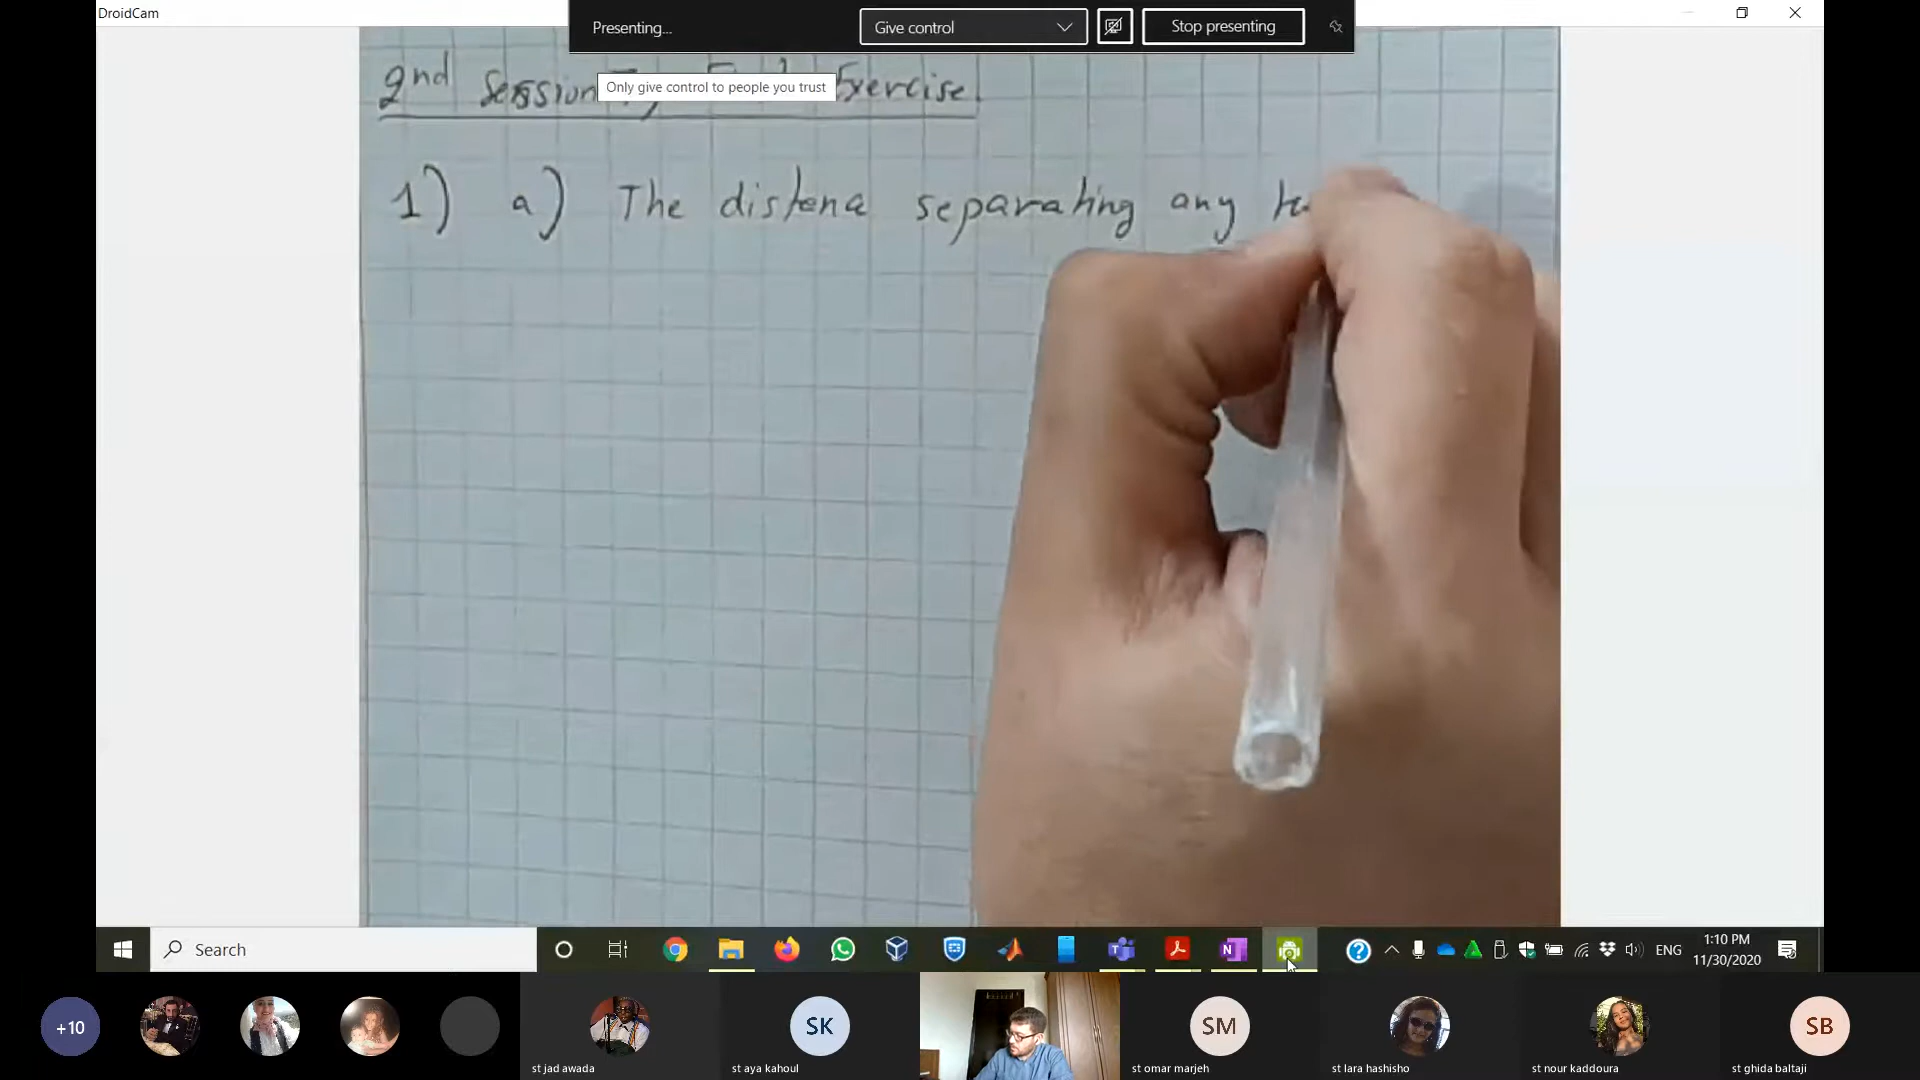 DroidCam
Presenting...
Give control
Stop presenting
Only give control to people you trust
2nd Session Exercise.
1) a) The distance separating any
Search
ENG
1:10 PM
11/30/2020
+10
SK
SM
SB
st jad awada
st aya kahoul
st omar marjeh
st lara hashisho
st nour kaddoura
st ghida baltaji